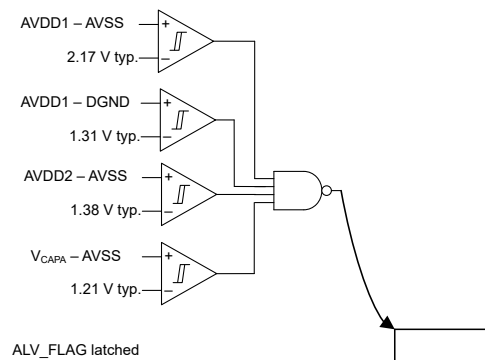 AVDD1 – AVSS
+
2.17 V typ.
–
AVDD1 – DGND
+
1.31 V typ.
–
AVDD2 – AVSS
+
1.38 V typ.
–
VCAPA – AVSS
+
1.21 V typ.
–
ALV_FLAG latched